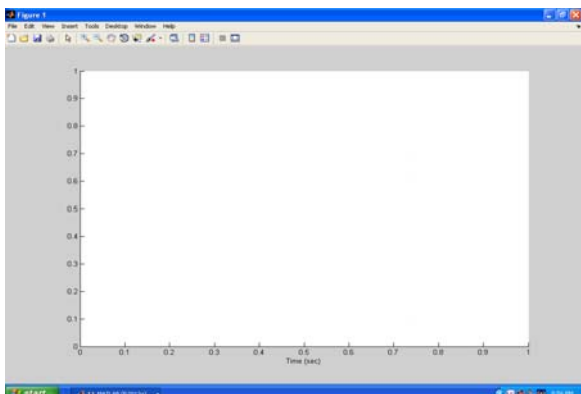 Figure 1
File Edit View Insert Tools Desktop Window Help
1
0.9
0.8
0.7
0.6
0.5
0.4
0.3
0.2
0.1
0
0 0.1 0.2 0.3 0.4 0.5 0.6 0.7 0.8 0.9 1
Time (sec)
start